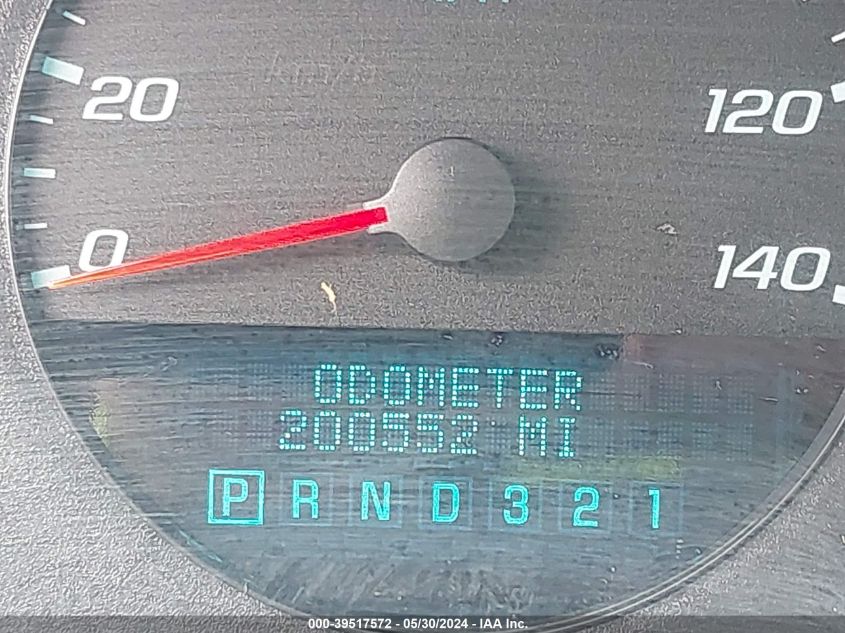 20
120
0
140
ODOMETER
200552 MI
P R N D 3 2 1
000-39517572 - 05/30/2024 - IAA Inc.